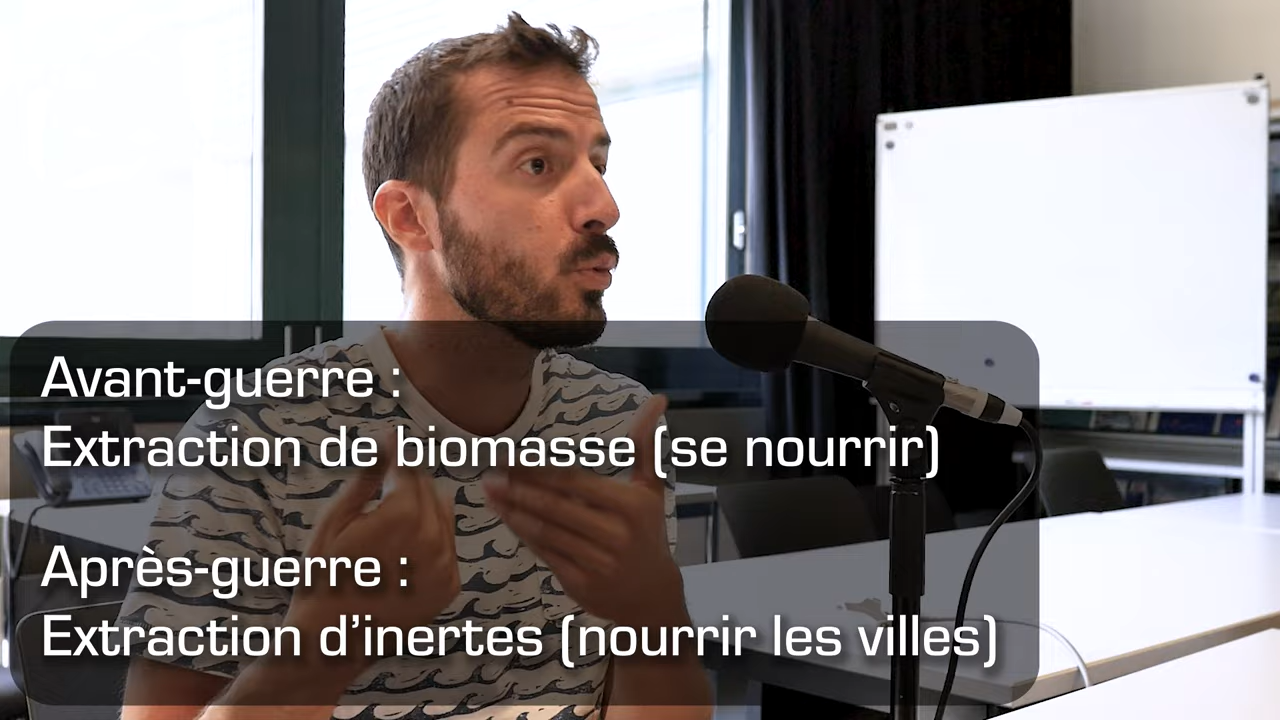 Avant-guerre :
Extraction de biomasse (se nourrir)
Après-guerre :
Extraction d’inertes (nourrir les villes)